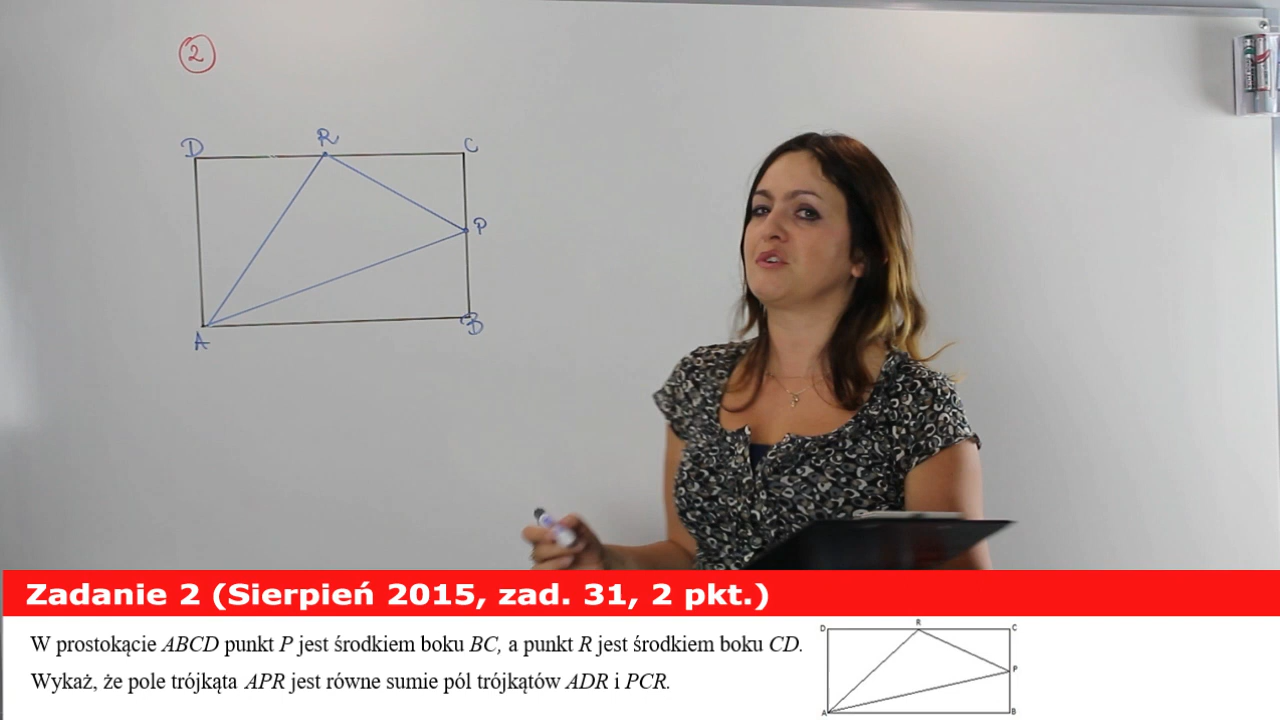 2
D R C
P
A B
Zadanie 2 (Sierpień 2015, zad. 31, 2 pkt.)
W prostokącie ABCD punkt P jest środkiem boku BC, a punkt R jest środkiem boku CD.
Wykaż, że pole trójkąta APR jest równe sumie pól trójkątów ADR i PCR.
D R C
P
A B